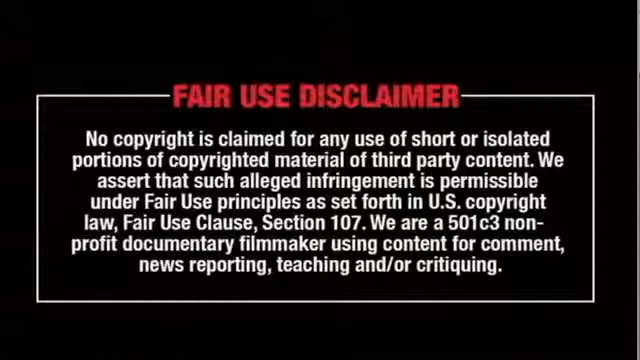 FAIR USE DISCLAIMER
No copyright is claimed for any use of short or isolated
portions of copyrighted material of third party content. We
assert that such alleged infringement is permissible
under Fair Use principles as set forth in U.S. copyright
law, Fair Use Clause, Section 107. We are a 501c3 non-
profit documentary filmmaker using content for comment,
news reporting, teaching and/or critiquing.